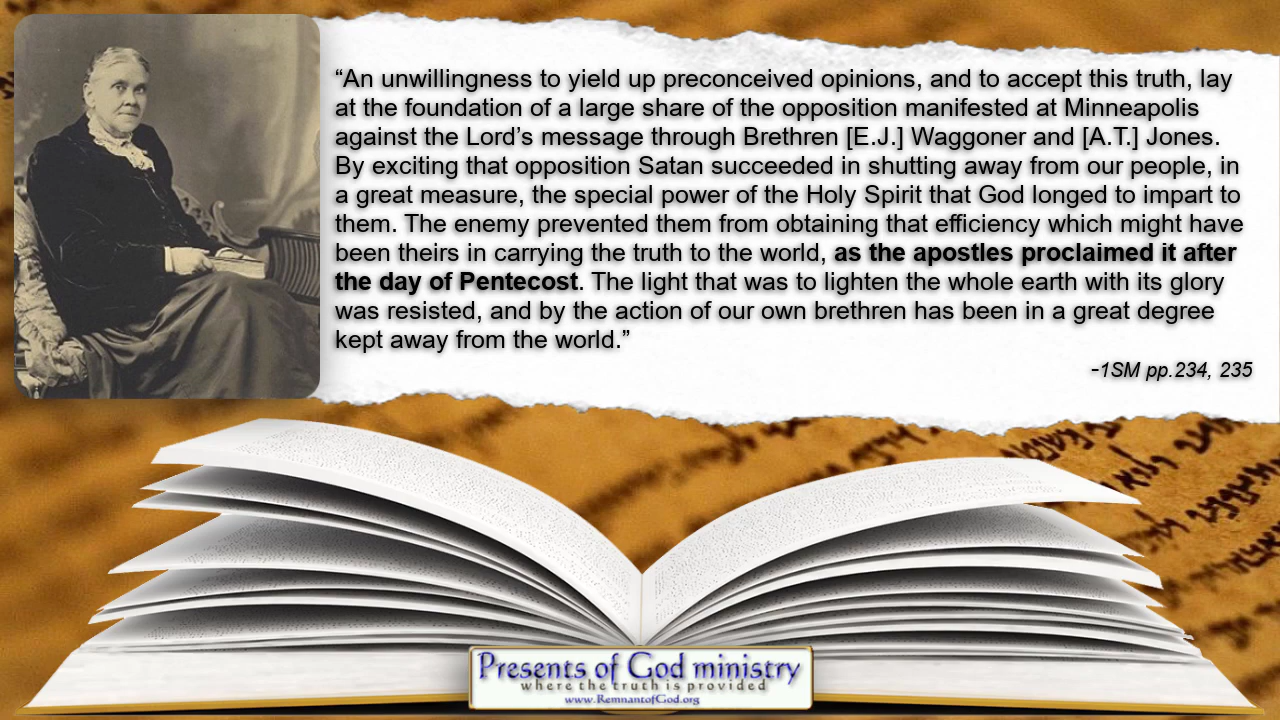 “An unwillingness to yield up preconceived opinions, and to accept this truth, lay
at the foundation of a large share of the opposition manifested at Minneapolis
against the Lord’s message through Brethren [E.J.] Waggoner and [A.T.] Jones.
By exciting that opposition Satan succeeded in shutting away from our people, in
a great measure, the special power of the Holy Spirit that God longed to impart to
them. The enemy prevented them from obtaining that efficiency which might have
been theirs in carrying the truth to the world, as the apostles proclaimed it after
the day of Pentecost. The light that was to lighten the whole earth with its glory
was resisted, and by the action of our own brethren has been in a great degree
kept away from the world.”
-1SM pp.234, 235
Presents of God ministry
where the truth is provided
www.RemnantofGod.org